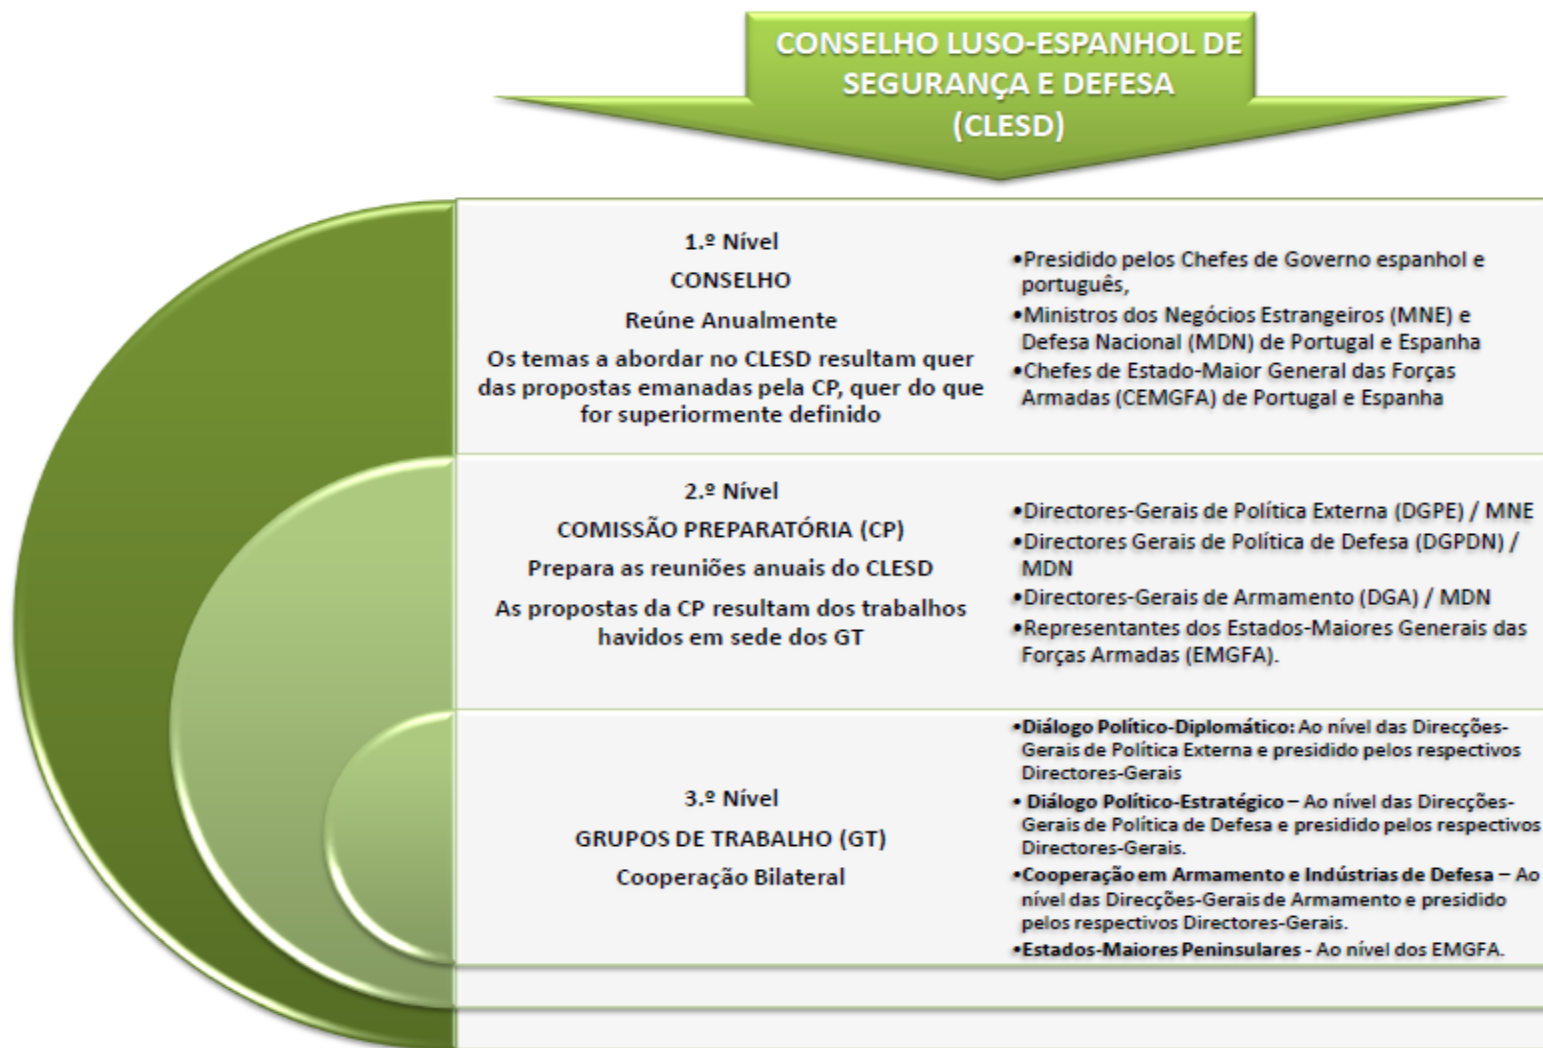 CONSELHO LUSO-ESPANHOL DE
SEGURANÇA E DEFESA
(CLESD)
1.º Nível
CONSELHO
Reúne Anualmente
Os temas a abordar no CLESD resultam quer
das propostas emanadas pela CP, quer do que
for superiormente definido
•Presidido pelos Chefes de Governo espanhol e
português,
•Ministros dos Negócios Estrangeiros (MNE) e
Defesa Nacional (MDN) de Portugal e Espanha
•Chefes de Estado-Maior General das Forças
Armadas (CEMGFA) de Portugal e Espanha
2.º Nível
COMISSÃO PREPARATÓRIA (CP)
Prepara as reuniões anuais do CLESD
As propostas da CP resultam dos trabalhos
havidos em sede dos GT
•Directores-Gerais de Política Externa (DGPE) / MNE
•Directores Gerais de Política de Defesa (DGPDN) /
MDN
•Directores-Gerais de Armamento (DGA) / MDN
•Representantes dos Estados-Maiores Generais das
Forças Armadas (EMGFA).
3.º Nível
GRUPOS DE TRABALHO (GT)
Cooperação Bilateral
•Diálogo Político-Diplomático: Ao nível das Direcções-
Gerais de Política Externa e presidido pelos respectivos
Directores-Gerais
• Diálogo Político-Estratégico – Ao nível das Direcções-
Gerais de Política de Defesa e presidido pelos respectivos
Directores-Gerais.
•Cooperação em Armamento e Indústrias de Defesa – Ao
nível das Direcções-Gerais de Armamento e presidido
pelos respectivos Directores-Gerais.
•Estados-Maiores Peninsulares - Ao nível dos EMGFA.